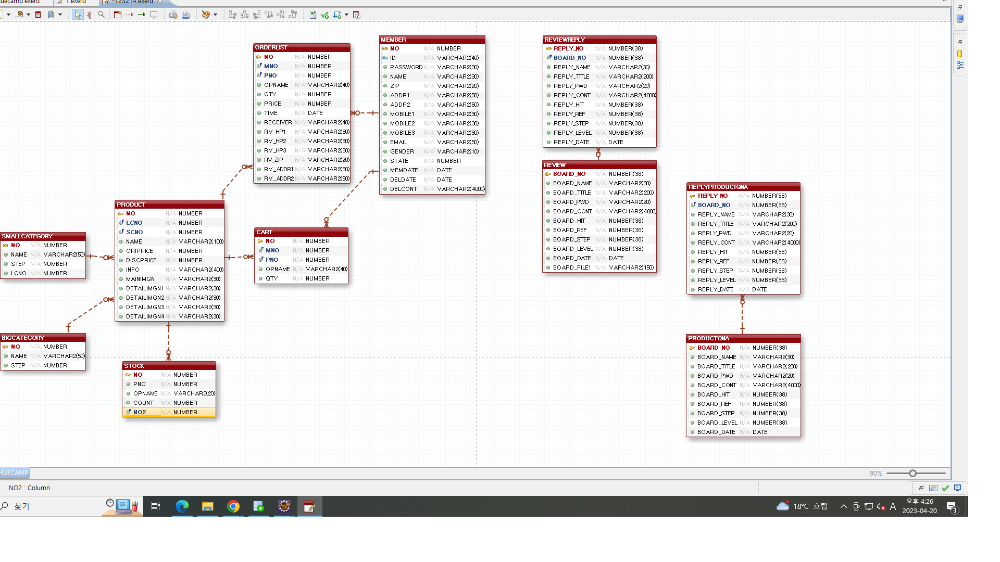 1.exerd
*123214.exerd
ORDERLIST
NO N/A NUMBER
MNO N/A NUMBER
PNO N/A NUMBER
OPNAME N/A VARCHAR2(40)
QTY N/A NUMBER
PRICE N/A NUMBER
TIME N/A DATE
RECEIVER N/A VARCHAR2(40)
RV_HP1 N/A VARCHAR2(30)
RV_HP2 N/A VARCHAR2(30)
RV_HP3 N/A VARCHAR2(30)
RV_ZIP N/A VARCHAR2(20)
RV_ADDR1 N/A VARCHAR2(50)
RV_ADDR2 N/A VARCHAR2(50)
MEMBER
NO N/A NUMBER
ID N/A VARCHAR2(40)
PASSWORD N/A VARCHAR2(30)
NAME N/A VARCHAR2(30)
ZIP N/A VARCHAR2(20)
ADDR1 N/A VARCHAR2(50)
ADDR2 N/A VARCHAR2(50)
MOBILE1 N/A VARCHAR2(30)
MOBILE2 N/A VARCHAR2(30)
MOBILE3 N/A VARCHAR2(30)
EMAIL N/A VARCHAR2(50)
GENDER N/A VARCHAR2(10)
STATE N/A NUMBER
MEMDATE N/A DATE
DELDATE N/A DATE
DELCONT N/A VARCHAR2(4000)
REVIEWREPLY
REPLY_NO N/A NUMBER(38)
BOARD_NO N/A NUMBER(38)
REPLY_NAME N/A VARCHAR2(30)
REPLY_TITLE N/A VARCHAR2(200)
REPLY_PWD N/A VARCHAR2(20)
REPLY_CONT N/A VARCHAR2(4000)
REPLY_HIT N/A NUMBER(38)
REPLY_REF N/A NUMBER(38)
REPLY_STEP N/A NUMBER(38)
REPLY_LEVEL N/A NUMBER(38)
REPLY_DATE N/A DATE
REVIEW
BOARD_NO N/A NUMBER(38)
BOARD_NAME N/A VARCHAR2(30)
BOARD_TITLE N/A VARCHAR2(200)
BOARD_PWD N/A VARCHAR2(20)
BOARD_CONT N/A VARCHAR2(4000)
BOARD_HIT N/A NUMBER(38)
BOARD_REF N/A NUMBER(38)
BOARD_STEP N/A NUMBER(38)
BOARD_LEVEL N/A NUMBER(38)
BOARD_DATE N/A DATE
BOARD_FILE1 N/A VARCHAR2(150)
REPLYPRODUCTQNA
REPLY_NO N/A NUMBER(38)
BOARD_NO N/A NUMBER(38)
REPLY_NAME N/A VARCHAR2(30)
REPLY_TITLE N/A VARCHAR2(200)
REPLY_PWD N/A VARCHAR2(20)
REPLY_CONT N/A VARCHAR2(4000)
REPLY_HIT N/A NUMBER(38)
REPLY_REF N/A NUMBER(38)
REPLY_STEP N/A NUMBER(38)
REPLY_LEVEL N/A NUMBER(38)
REPLY_DATE N/A DATE
PRODUCT
NO N/A NUMBER
LCNO N/A NUMBER
SCNO N/A NUMBER
NAME N/A VARCHAR2(100)
ORIPRICE N/A NUMBER
DISCPRICE N/A NUMBER
INFO N/A VARCHAR2(400)
MAINIMGN N/A VARCHAR2(30)
DETAILIMGN1 N/A VARCHAR2(30)
DETAILIMGN2 N/A VARCHAR2(30)
DETAILIMGN3 N/A VARCHAR2(30)
DETAILIMGN4 N/A VARCHAR2(30)
SMALLCATEGORY
NO N/A NUMBER
NAME N/A VARCHAR2(50)
STEP N/A NUMBER
LCNO N/A NUMBER
CART
NO N/A NUMBER
MNO N/A NUMBER
PNO N/A NUMBER
OPNAME N/A VARCHAR2(40)
QTY N/A NUMBER
BIGCATEGORY
NO N/A NUMBER
NAME N/A VARCHAR2(50)
STEP N/A NUMBER
STOCK
NO N/A NUMBER
PNO N/A NUMBER
OPNAME N/A VARCHAR2(20)
COUNT N/A NUMBER
NO2 N/A NUMBER
PRODUCTQNA
BOARD_NO N/A NUMBER(38)
BOARD_NAME N/A VARCHAR2(30)
BOARD_TITLE N/A VARCHAR2(200)
BOARD_PWD N/A VARCHAR2(20)
BOARD_CONT N/A VARCHAR2(4000)
BOARD_HIT N/A NUMBER(38)
BOARD_REF N/A NUMBER(38)
BOARD_STEP N/A NUMBER(38)
BOARD_LEVEL N/A NUMBER(38)
BOARD_DATE N/A DATE
HUECAMP
90%
NO2 : Column
찾기
18°C 흐림
A
오후 4:26
2023-04-20
3